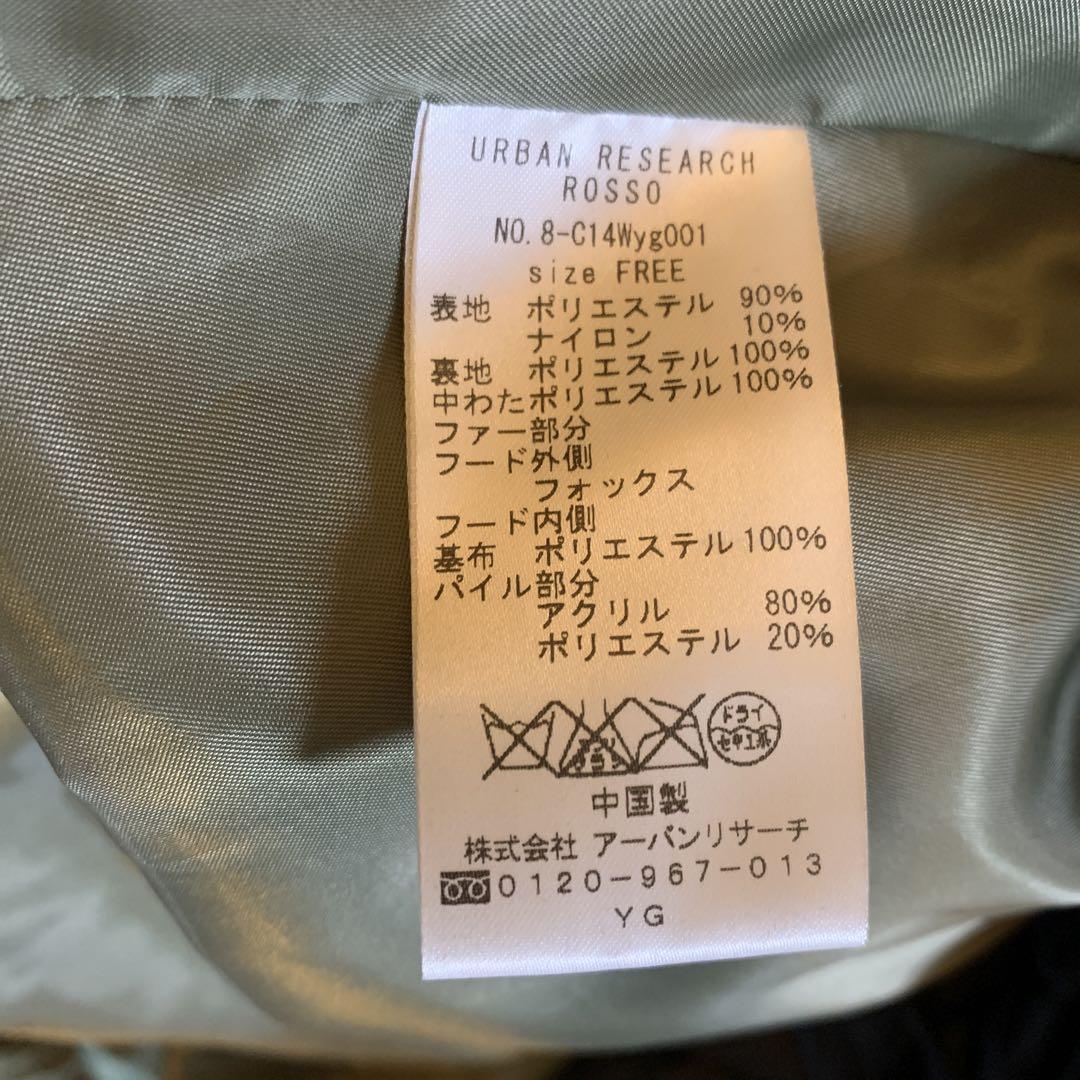 URBAN RESEARCH
ROSSO
NO.8-C14Wyg001
size FREE
表地 ポリエステル 90%
ナイロン 10%
裏地 ポリエステル 100%
中わた ポリエステル 100%
ファー部分
フード外側
フォックス
フード内側
基布 ポリエステル 100%
パイル部分
アクリル 80%
ポリエステル 20%
ドライ
セキユ系
中国製
株式会社 アーバンリサーチ
0120-967-013
YG